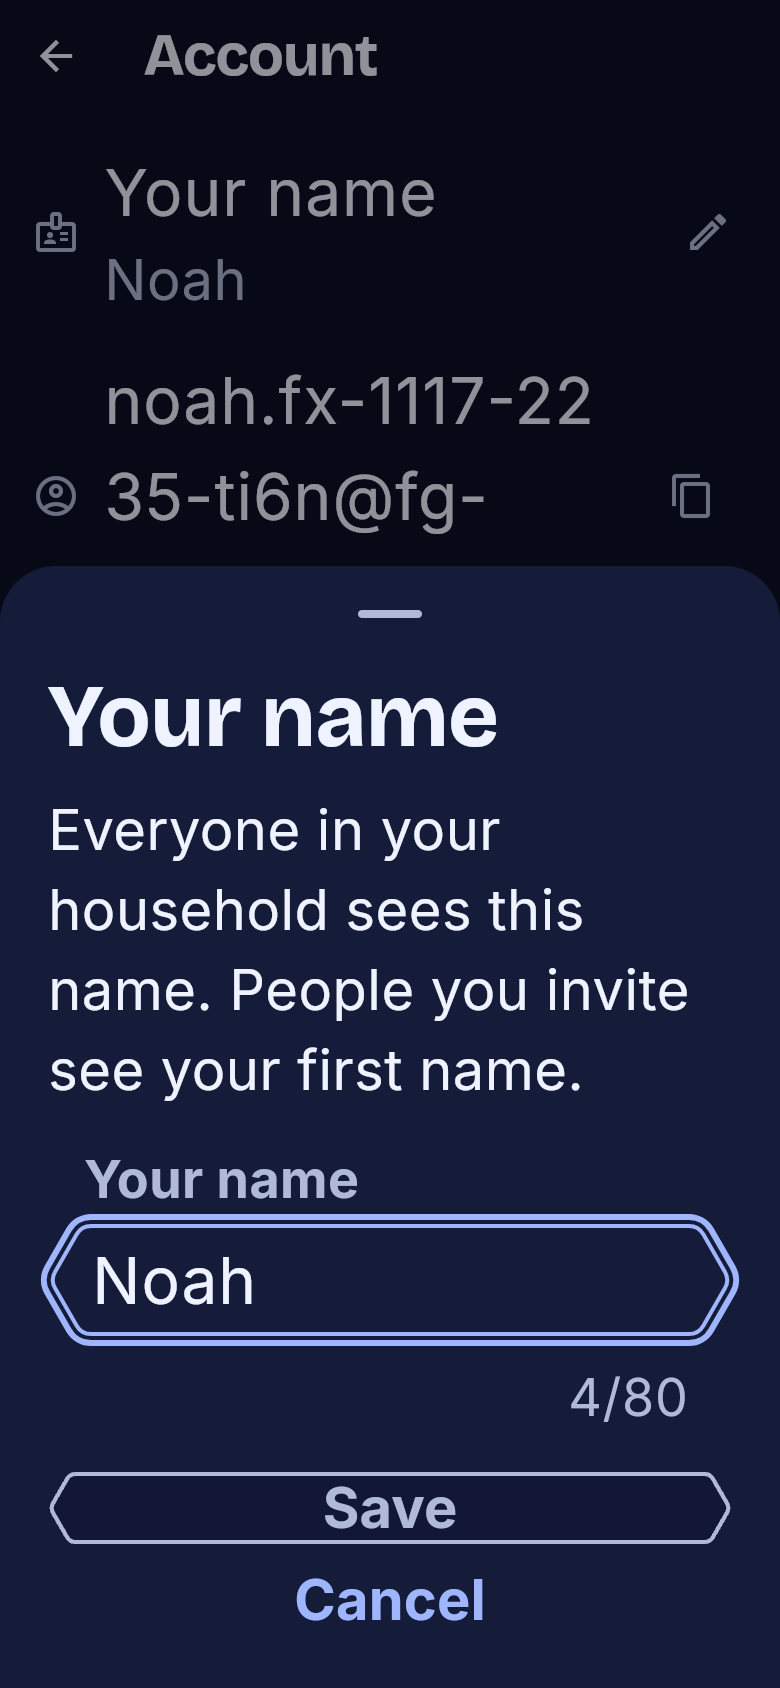 Account
Your name
Noah
noah.fx-1117-22
35-ti6n@fg-
Your name
Everyone in your
household sees this
name. People you invite
see your first name.
Your name
Noah
4/80
Save
Cancel